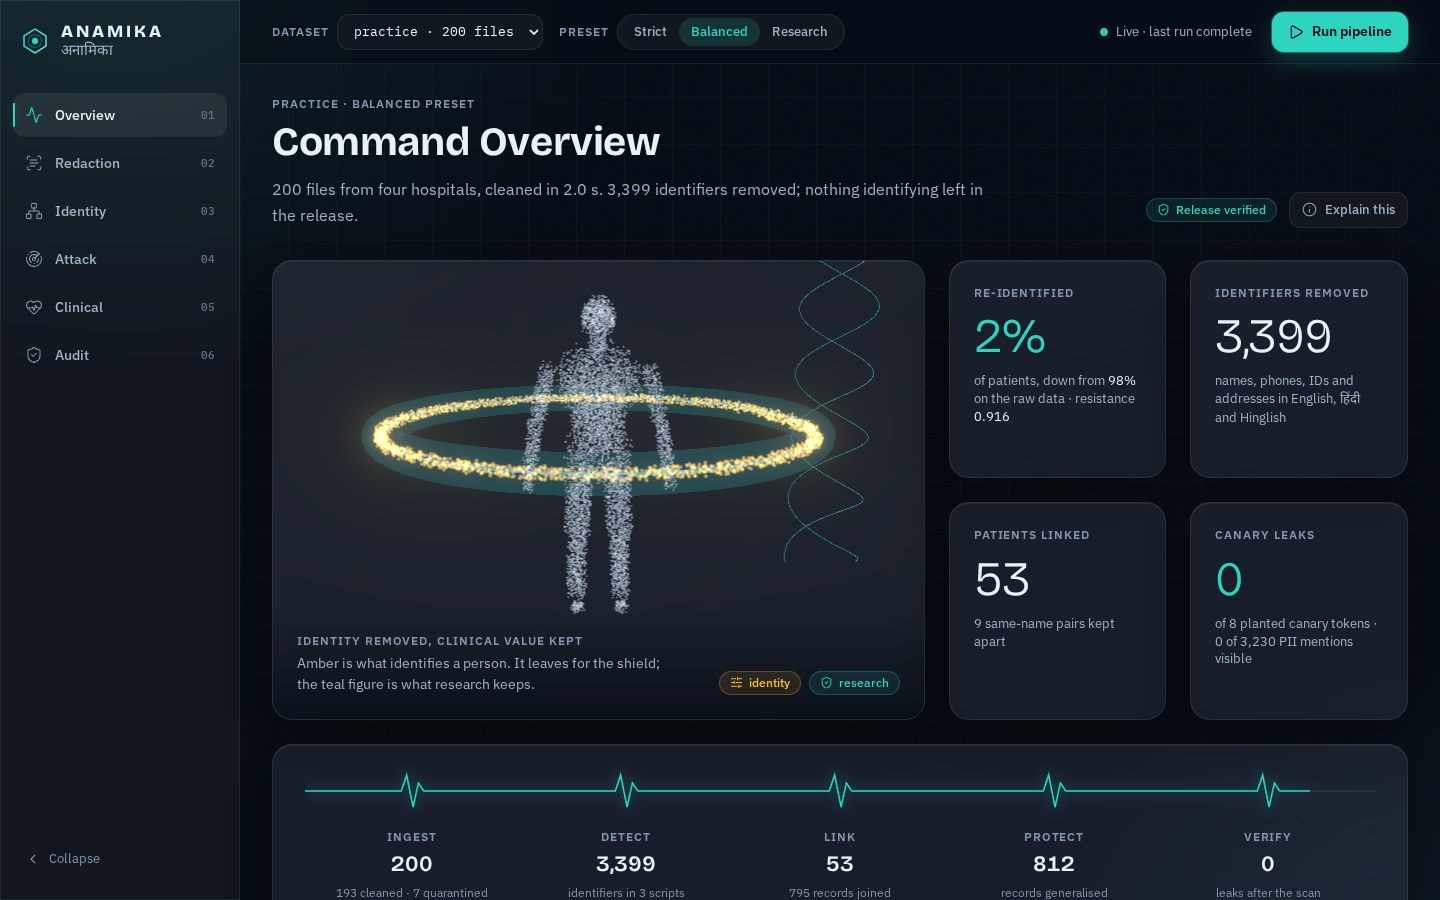 ANAMIKA
अनामिका
Overview 01
Redaction 02
Identity 03
Attack 04
Clinical 05
Audit 06
Collapse
DATASET practice · 200 files PRESET Strict Balanced Research
Live · last run complete Run pipeline
PRACTICE · BALANCED PRESET
Command Overview
200 files from four hospitals, cleaned in 2.0 s. 3,399 identifiers removed; nothing identifying left in
the release.
Release verified Explain this
IDENTITY REMOVED, CLINICAL VALUE KEPT
Amber is what identifies a person. It leaves for the shield;
the teal figure is what research keeps.
identity research
RE-IDENTIFIED
2%
of patients, down from 98%
on the raw data · resistance
0.916
IDENTIFIERS REMOVED
3,399
names, phones, IDs and
addresses in English, हिंदी
and Hinglish
PATIENTS LINKED
53
9 same-name pairs kept
apart
CANARY LEAKS
0
of 8 planted canary tokens ·
0 of 3,230 PII mentions
visible
INGEST
200
193 cleaned · 7 quarantined
DETECT
3,399
identifiers in 3 scripts
LINK
53
795 records joined
PROTECT
812
records generalised
VERIFY
0
leaks after the scan